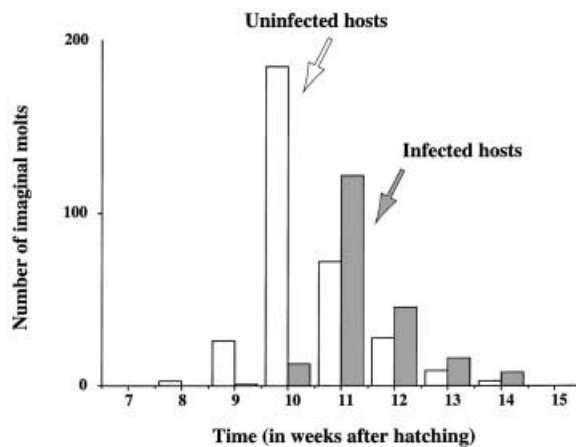 Uninfected hosts
200
Infected hosts
Number of imaginal molts
100
0
7 8 9 10 11 12 13 14 15
Time (in weeks after hatching)